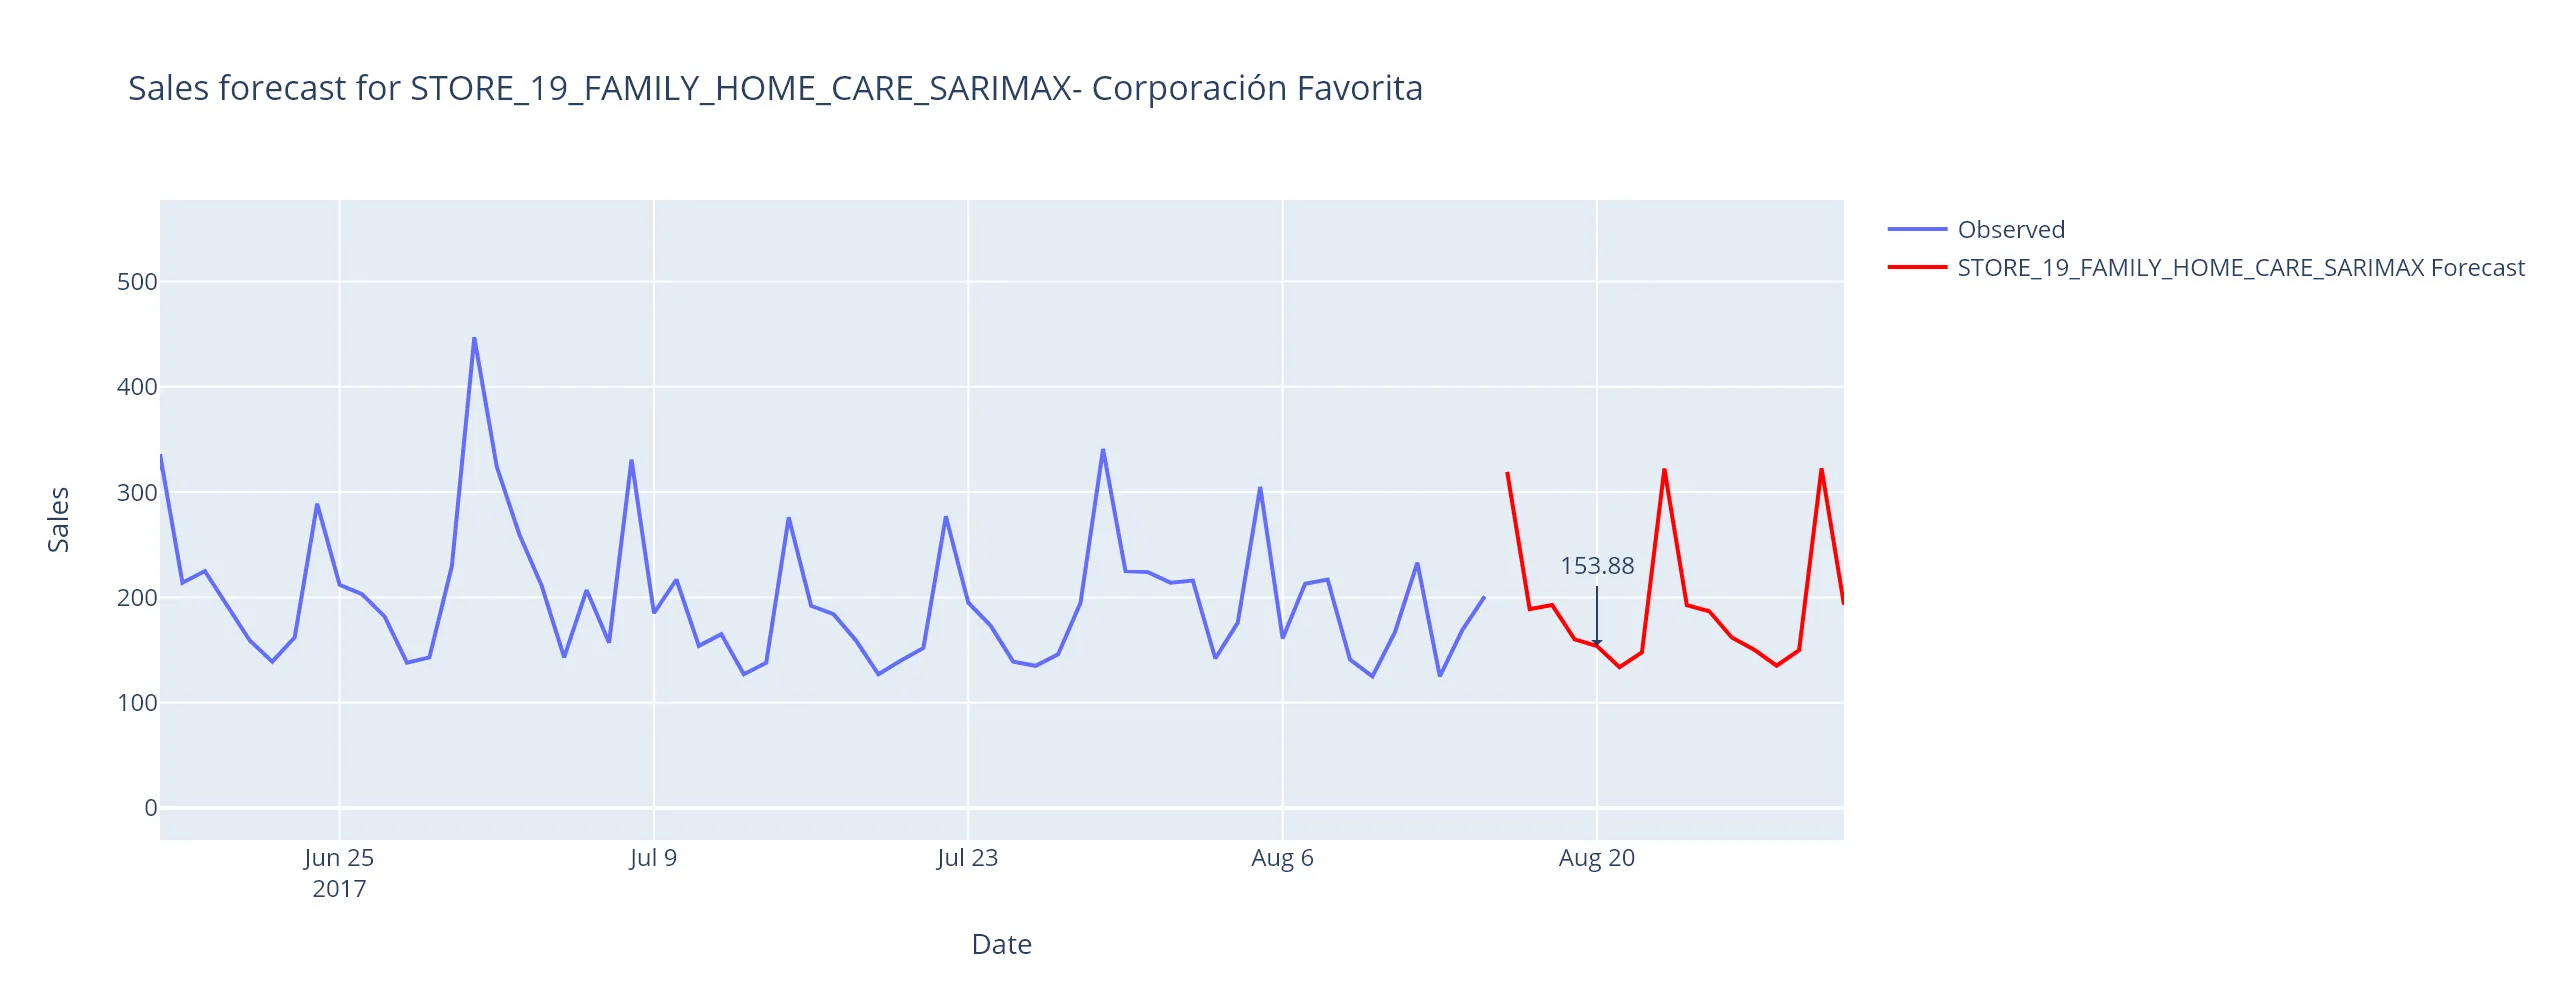 Sales forecast for STORE_19_FAMILY_HOME_CARE_SARIMAX- Corporación Favorita
Observed
STORE_19_FAMILY_HOME_CARE_SARIMAX Forecast
500
400
300
200
100
0
Sales
153.88
Jun 25
2017
Jul 9
Jul 23
Aug 6
Aug 20
Date